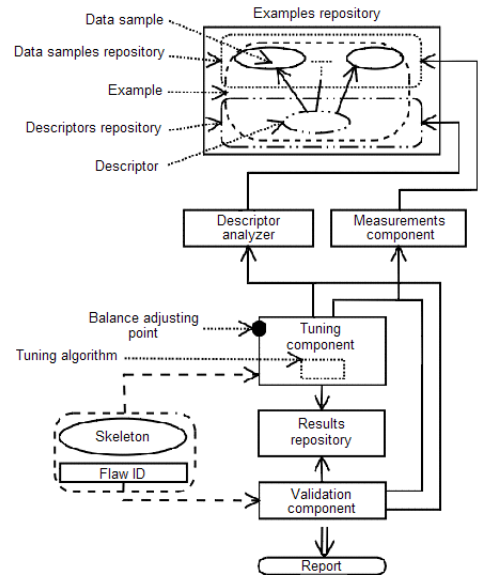 Data sample
Examples repository
Data samples repository
Example
Descriptors repository
Descriptor
Descriptor
analyzer
Measurements
component
Balance adjusting
point
Tuning
component
Tuning algorithm
Skeleton
Results
repository
Flaw ID
Validation
component
Report